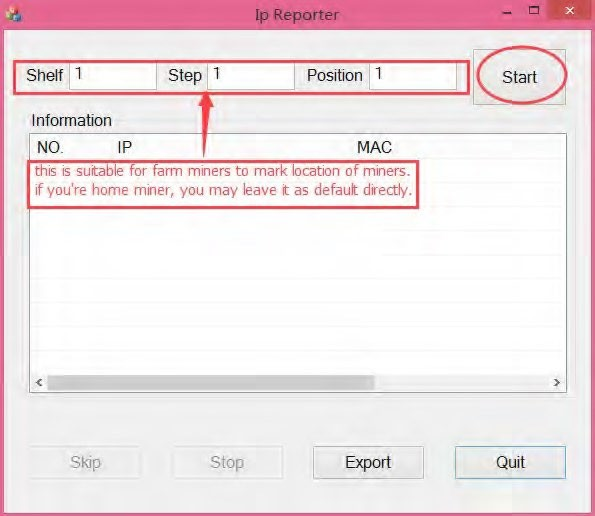 Ip Reporter
Shelf 1 Step 1 Position 1 Start
Information
NO. IP MAC
this is suitable for farm miners to mark location of miners.
if you're home miner, you may leave it as default directly.
Skip Stop Export Quit